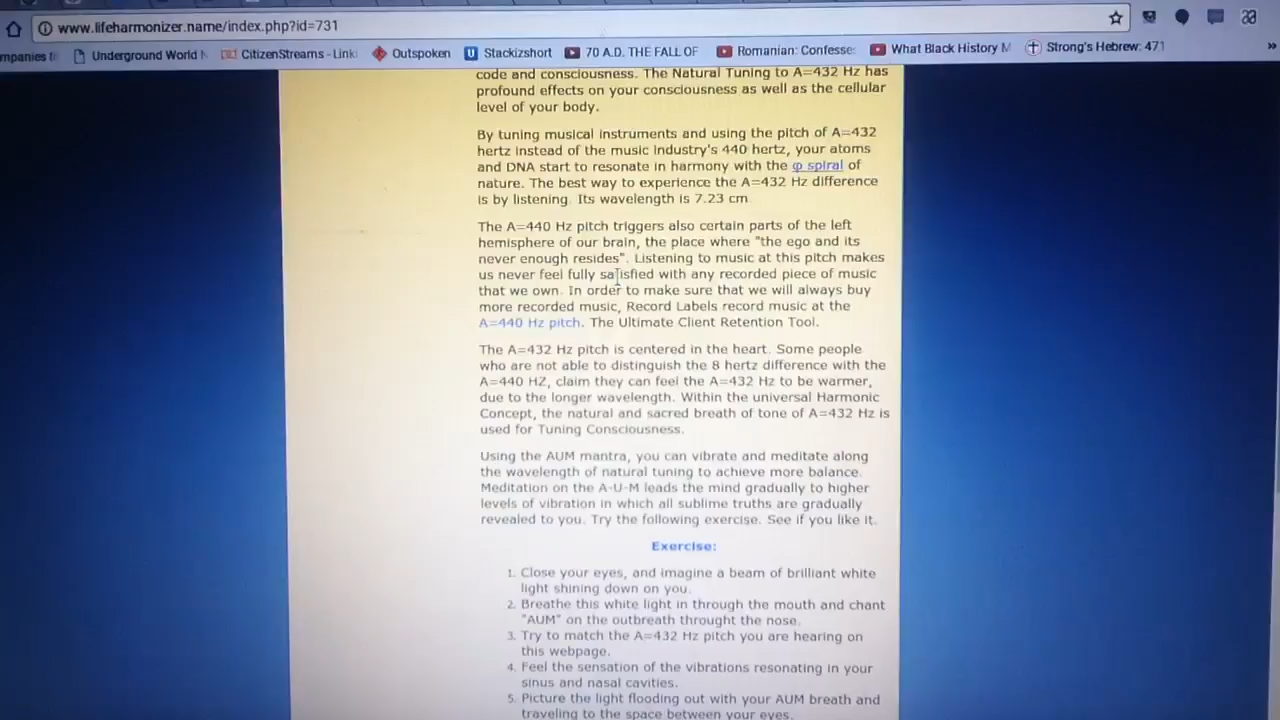 www.lifeharmonizer.name/index.php?id=731
Underground World N CitizenStreams - Link Outspoken Stackizshort 70 A.D. THE FALL OF Romanian: Confesse What Black History M Strong's Hebrew: 471 »
code and consciousness. The Natural Tuning to A=432 Hz has
profound effects on your consciousness as well as the cellular
level of your body.
By tuning musical instruments and using the pitch of A=432
hertz instead of the music industry's 440 hertz, your atoms
and DNA start to resonate in harmony with the φ spiral of
nature. The best way to experience the A=432 Hz difference
is by listening. Its wavelength is 7.23 cm
The A=440 Hz pitch triggers also certain parts of the left
hemisphere of our brain, the place where "the ego and its
never enough resides". Listening to music at this pitch makes
us never feel fully satisfied with any recorded piece of music
that we own. In order to make sure that we will always buy
more recorded music, Record Labels record music at the
A=440 Hz pitch. The Ultimate Client Retention Tool.
The A=432 Hz pitch is centered in the heart. Some people
who are not able to distinguish the 8 hertz difference with the
A=440 HZ, claim they can feel the A=432 Hz to be warmer,
due to the longer wavelength. Within the universal Harmonic
Concept, the natural and sacred breath of tone of A=432 Hz is
used for Tuning Consciousness.
Using the AUM mantra, you can vibrate and meditate along
the wavelength of natural tuning to achieve more balance.
Meditation on the A-U-M leads the mind gradually to higher
levels of vibration in which all sublime truths are gradually
revealed to you. Try the following exercise. See if you like it.
Exercise:
1. Close your eyes, and imagine a beam of brilliant white
light shining down on you.
2. Breathe this white light in through the mouth and chant
"AUM" on the outbreath throught the nose.
3. Try to match the A=432 Hz pitch you are hearing on
this webpage.
4. Feel the sensation of the vibrations resonating in your
sinus and nasal cavities.
5. Picture the light flooding out with your AUM breath and
traveling to the space between your eyes.